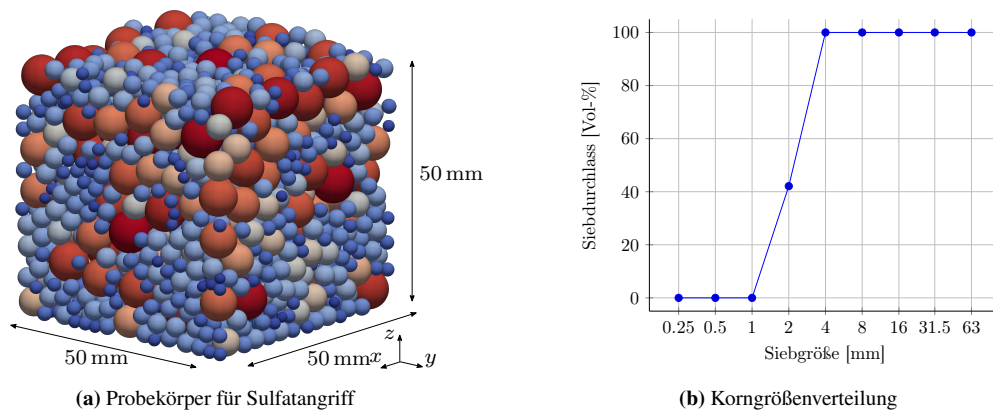 50 mm
50 mm
50 mm
z
x
y
(a) Probekörper für Sulfatangriff
Siebdurchlass [Vol-%]
100
80
60
40
20
0
0.25 0.5 1 2 4 8 16 31.5 63
Siebgröße [mm]
(b) Korngrößenverteilung